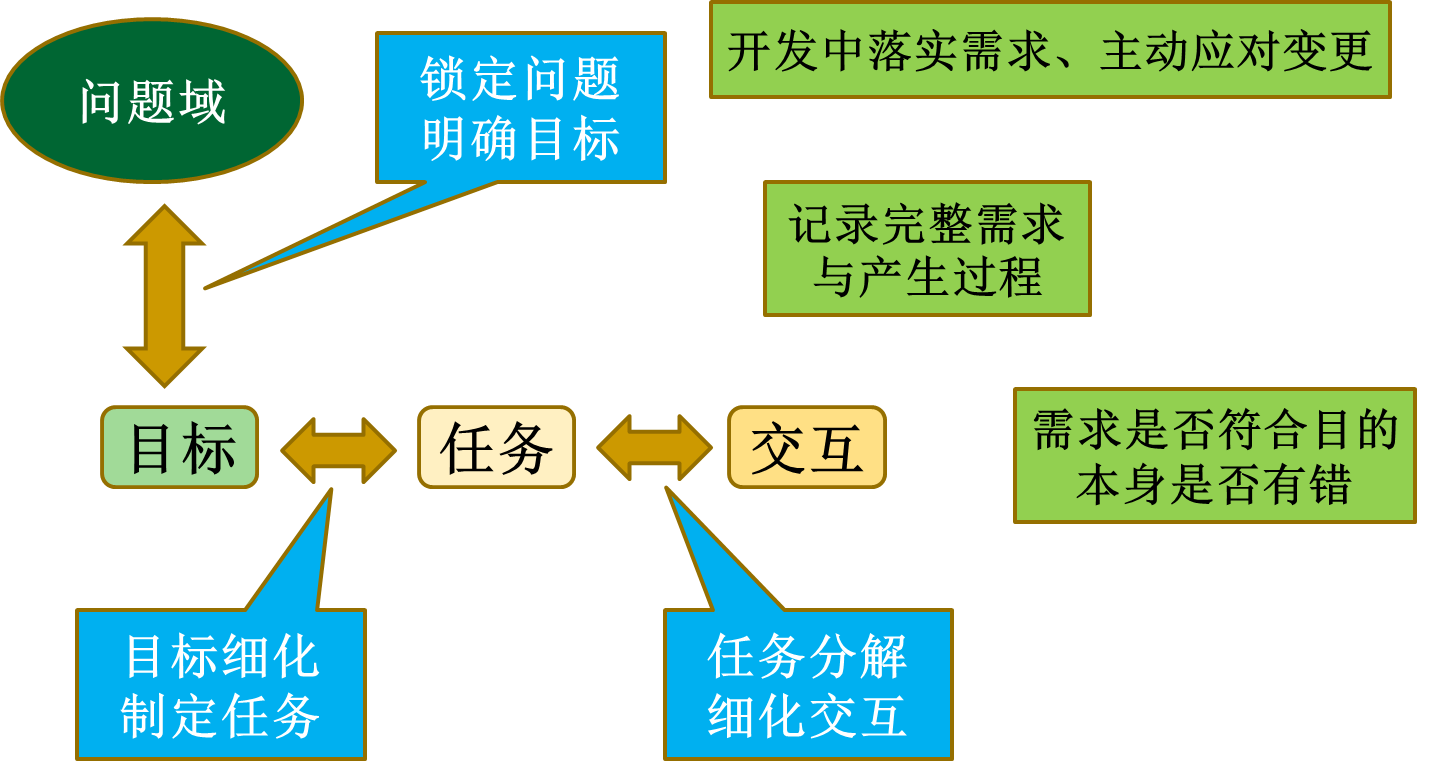 问题域
锁定问题
明确目标
开发中落实需求、主动应对变更
记录完整需求
与产生过程
目标
任务
交互
需求是否符合目的
本身是否有错
目标细化
制定任务
任务分解
细化交互